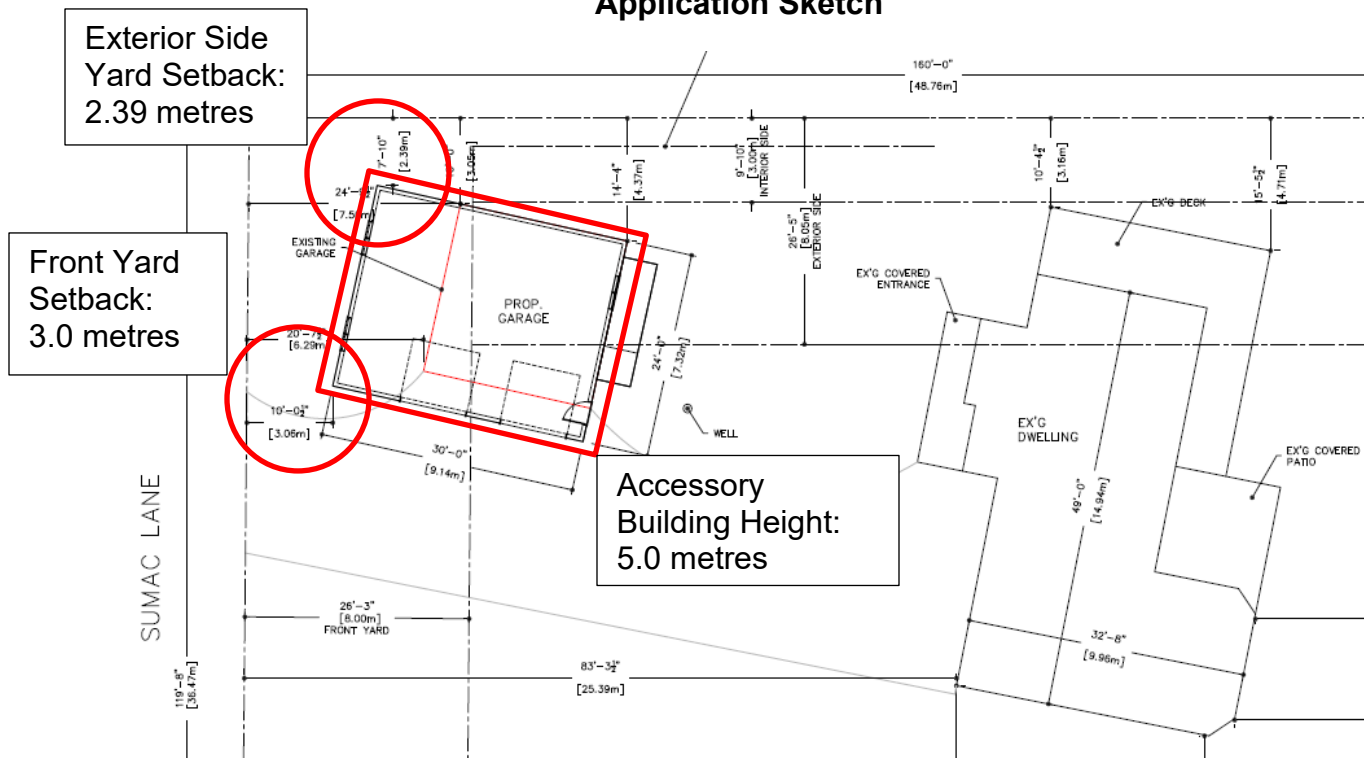 Application Sketch
Exterior Side
Yard Setback:
2.39 metres
160'-0"
[48.76m]
7'-10"
[2.39m]
[3.05m]
14'-4"
[4.37m]
9'-10"
[3.00m]
INTERIOR SIDE
26'-5"
[8.05m]
EXTERIOR SIDE
10'-4½"
[3.16m]
15'-5½"
[4.71m]
EX'G DECK
EXISTING
GARAGE
PROP.
GARAGE
EX'G COVERED
ENTRANCE
Front Yard
Setback:
3.0 metres
[6.29m]
24'-0"
[7.32m]
10'-0½"
[3.06m]
30'-0"
[9.14m]
WELL
EX'G
DWELLING
EX'G COVERED
PATIO
49'-0"
[14.94m]
Accessory
Building Height:
5.0 metres
SUMAC LANE
26'-3"
[8.00m]
FRONT YARD
32'-8"
[9.96m]
83'-3½"
[25.39m]
119'-8"
[36.47m]